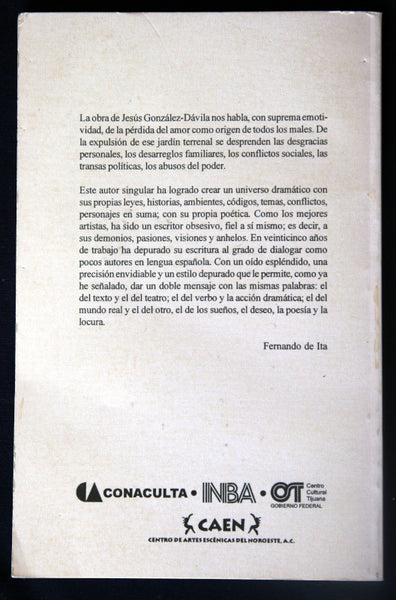 La obra de Jesús González-Dávila nos habla, con suprema emoti-
vidad, de la pérdida del amor como origen de todos los males. De
la expulsión de ese jardín terrenal se desprenden las desgracias
personales, los desarreglos familiares, los conflictos sociales, las
transas políticas, los abusos del poder.
Este autor singular ha logrado crear un universo dramático con
sus propias leyes, historias, ambientes, códigos, temas, conflictos,
personajes en suma; con su propia poética. Como los mejores
artistas, ha sido un escritor obsesivo, fiel a sí mismo; es decir, a
sus demonios, pasiones, visiones y anhelos. En veinticinco años
de trabajo ha depurado su escritura al grado de dialogar como
pocos autores en lengua española. Con un oído espléndido, una
precisión envidiable y un estilo depurado que le permite, como ya
he señalado, dar un doble mensaje con las mismas palabras: el
del texto y el del teatro; el del verbo y la acción dramática; el del
mundo real y el del otro, el de los sueños, el deseo, la poesía y la
locura.
Fernando de Ita
CONACULTA • INBA •
Centro
Cultural
Tijuana
GOBIERNO FEDERAL
CAEN
CENTRO DE ARTES ESCÉNICAS DEL NOROESTE, A.C.